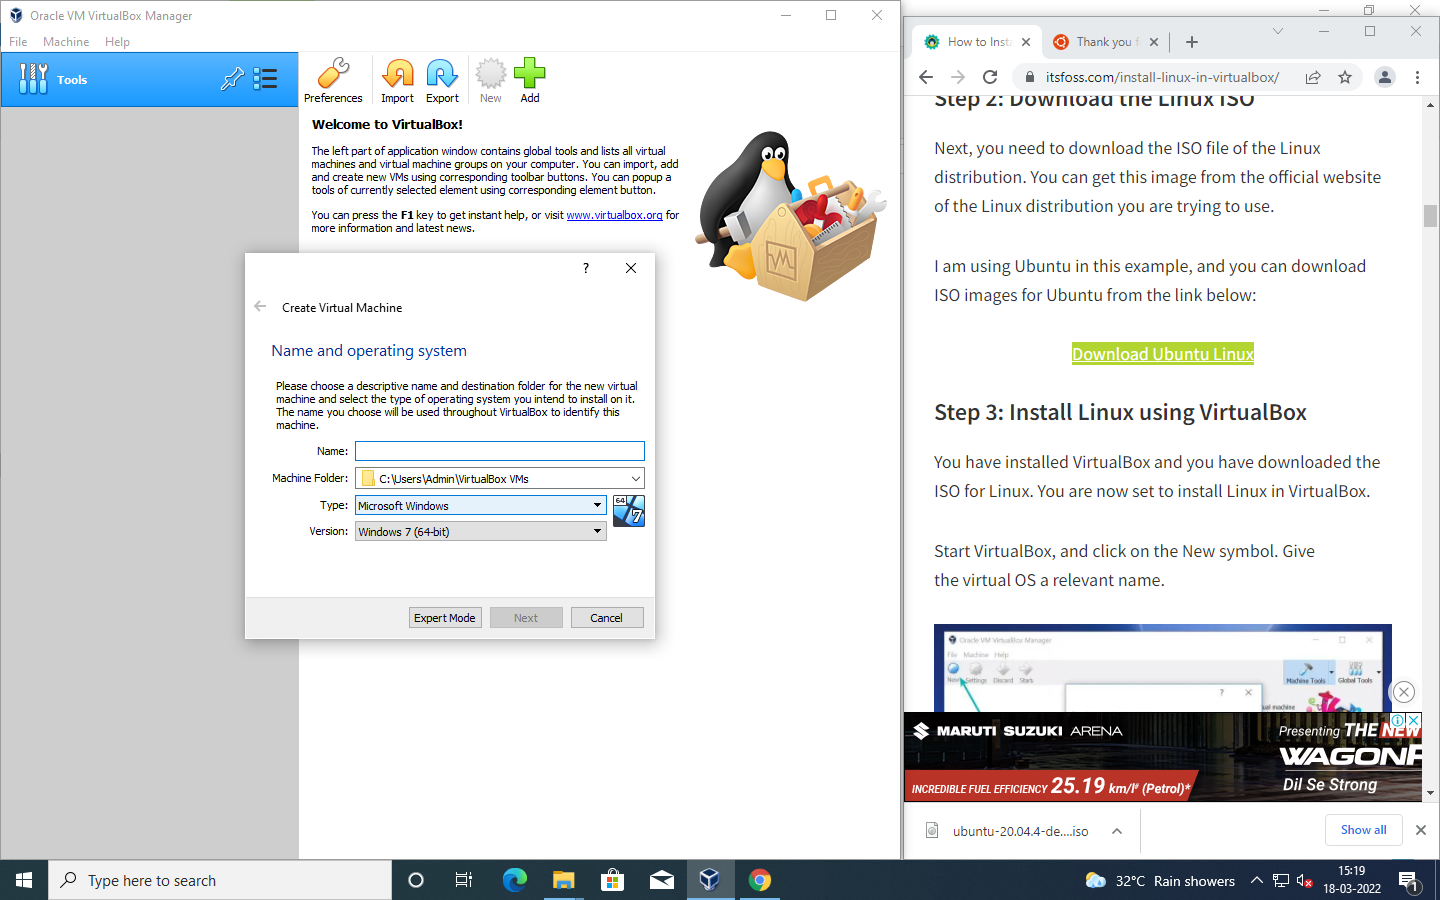 Oracle VM VirtualBox Manager
File Machine Help
Tools
Preferences Import Export New Add
Welcome to VirtualBox!
The left part of application window contains global tools and lists all virtual
machines and virtual machine groups on your computer. You can import, add
and create new VMs using corresponding toolbar buttons. You can popup a
tools of currently selected element using corresponding element button.
You can press the F1 key to get instant help, or visit www.virtualbox.org for
more information and latest news.
?
Create Virtual Machine
Name and operating system
Please choose a descriptive name and destination folder for the new virtual
machine and select the type of operating system you intend to install on it.
The name you choose will be used throughout VirtualBox to identify this
machine.
Name:
Machine Folder: C:\Users\Admin\VirtualBox VMs
Type: Microsoft Windows
64
7
Version: Windows 7 (64-bit)
Expert Mode Next Cancel
How to Insta Thank you f
itsfoss.com/install-linux-in-virtualbox/
Step 2: Download the Linux ISO
Next, you need to download the ISO file of the Linux
distribution. You can get this image from the official website
of the Linux distribution you are trying to use.
I am using Ubuntu in this example, and you can download
ISO images for Ubuntu from the link below:
Download Ubuntu Linux
Step 3: Install Linux using VirtualBox
You have installed VirtualBox and you have downloaded the
ISO for Linux. You are now set to install Linux in VirtualBox.
Start VirtualBox, and click on the New symbol. Give
the virtual OS a relevant name.
Oracle VM VirtualBox Manager
File Machine Help
New Settings Discard Start Machine Tools Global Tools
?
ual machine
MARUTI SUZUKI ARENA
Presenting THE NEW
WAGONR
INCREDIBLE FUEL EFFICIENCY 25.19 km/l# (Petrol)*
Dil Se Strong
ubuntu-20.04.4-de....iso
Show all
Type here to search
32°C Rain showers
15:19
18-03-2022
1